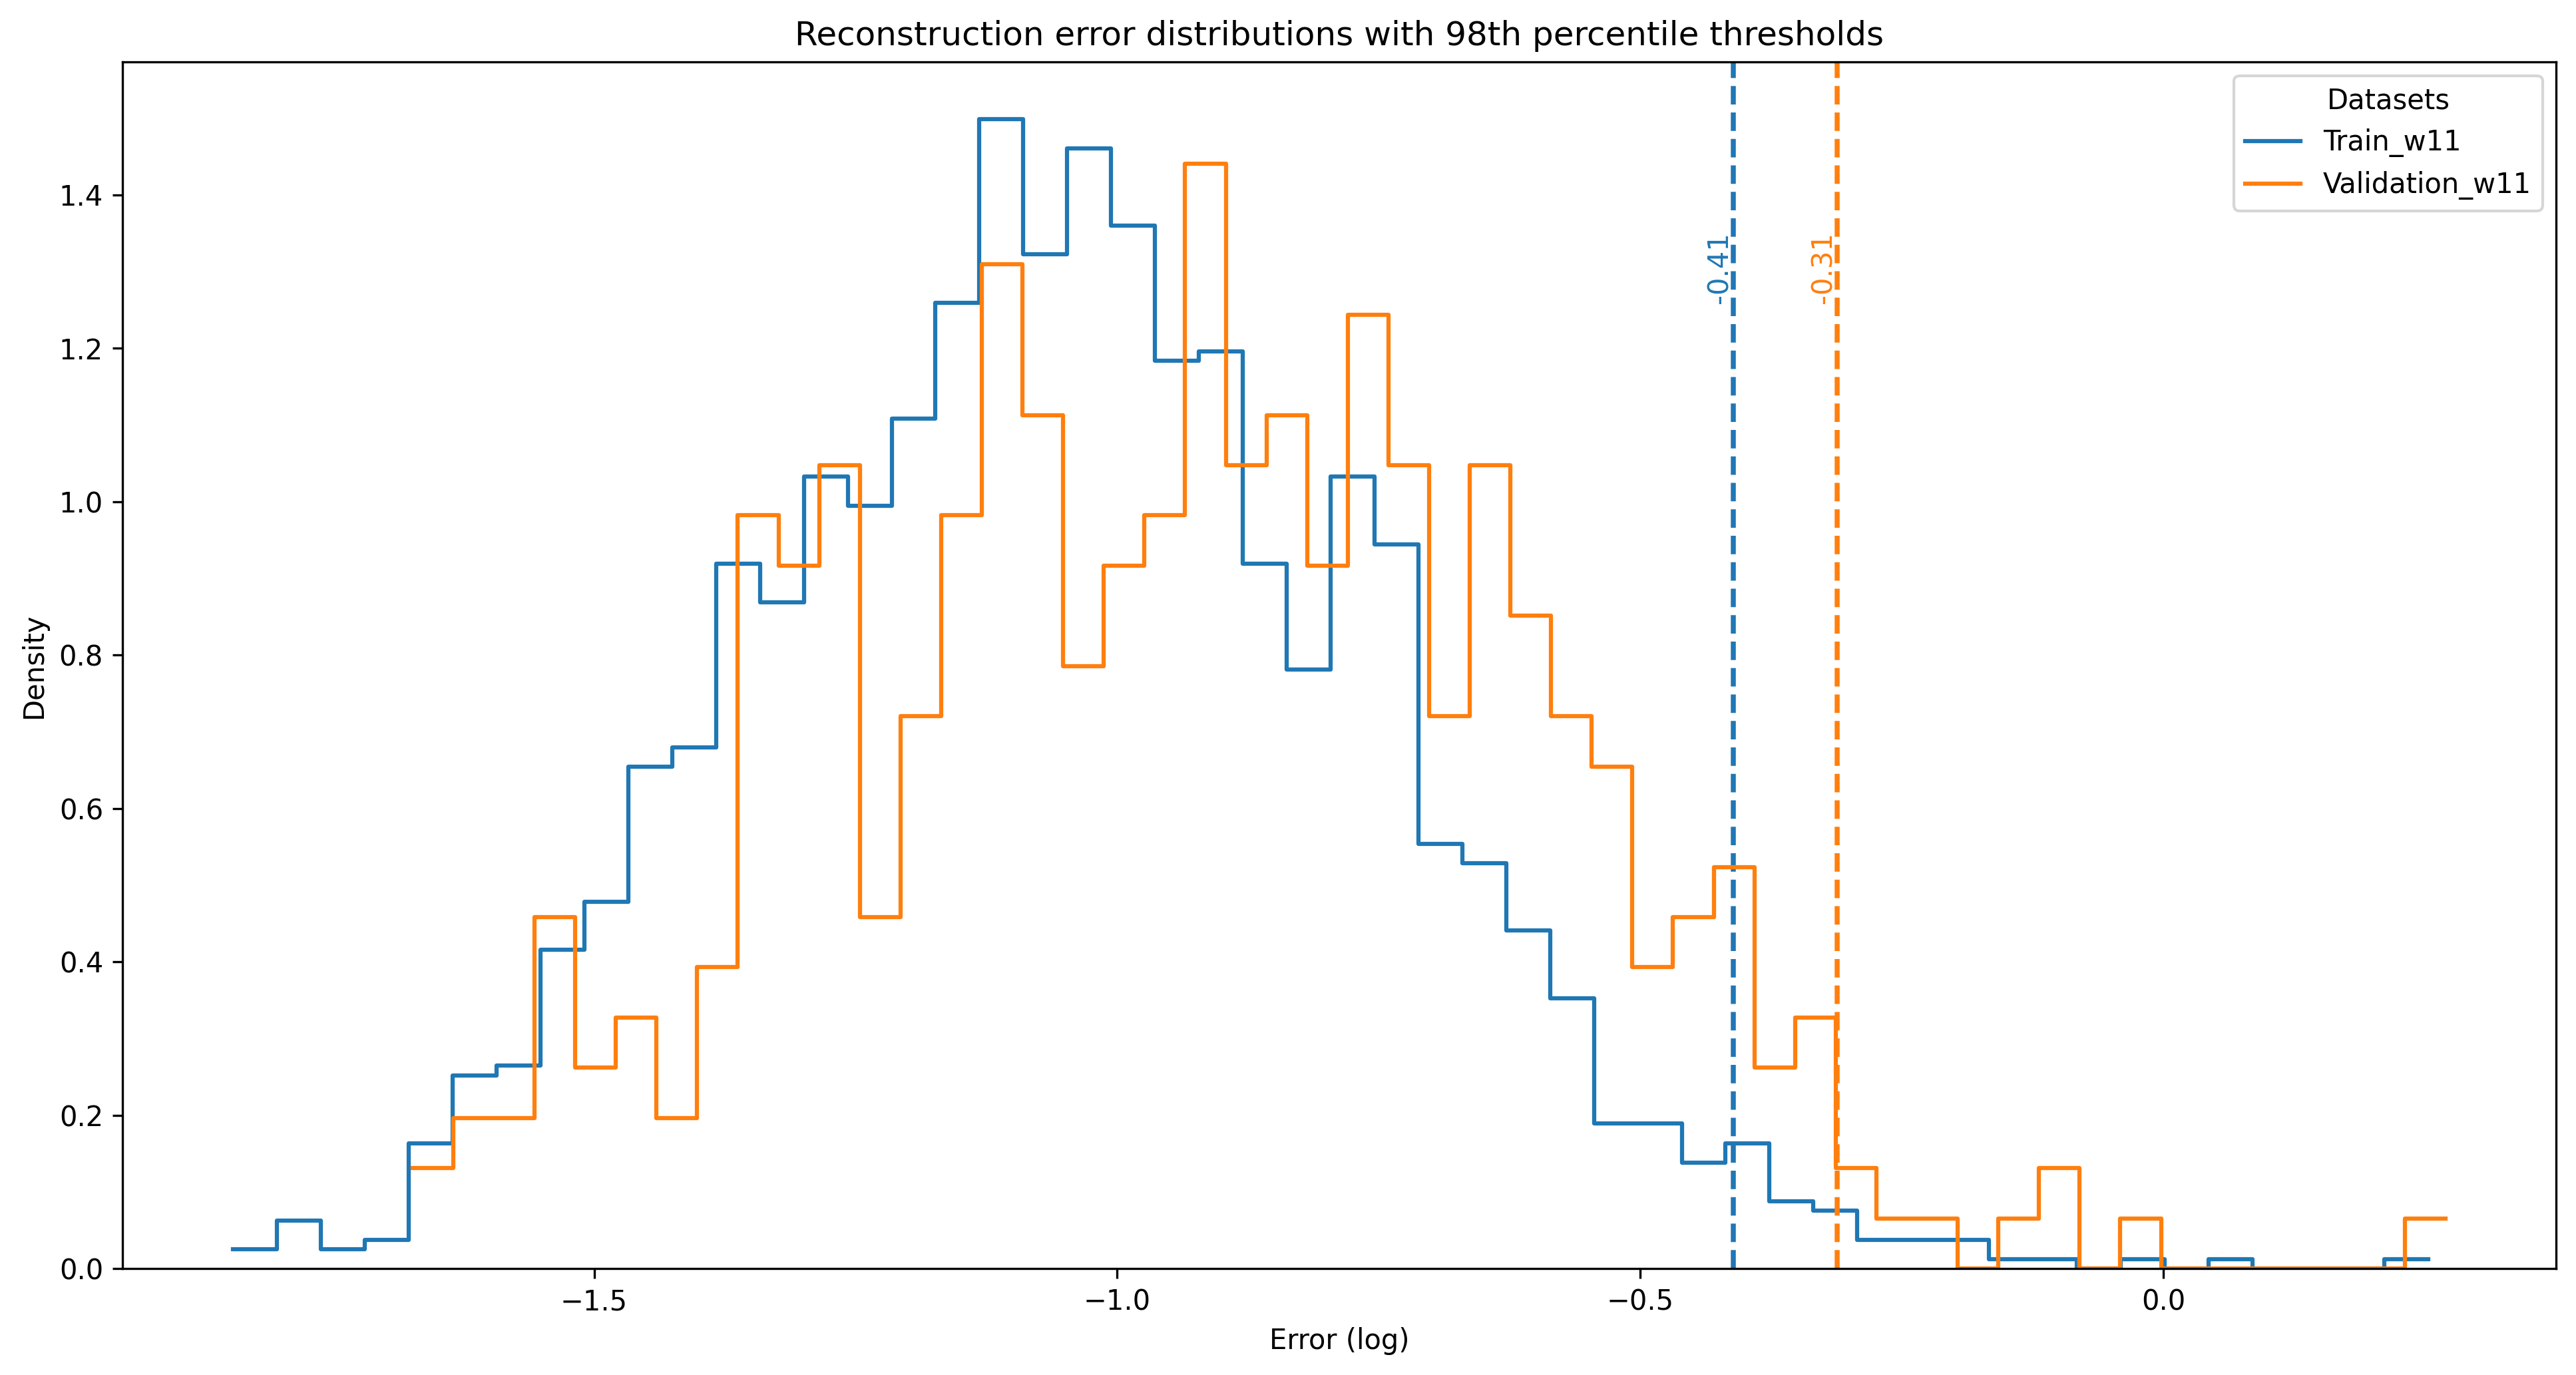 Reconstruction error distributions with 98th percentile thresholds
Datasets
Train_w11
Validation_w11
-0.41
-0.31
1.4
1.2
1.0
0.8
0.6
0.4
0.2
0.0
Density
−1.5
−1.0
−0.5
0.0
Error (log)